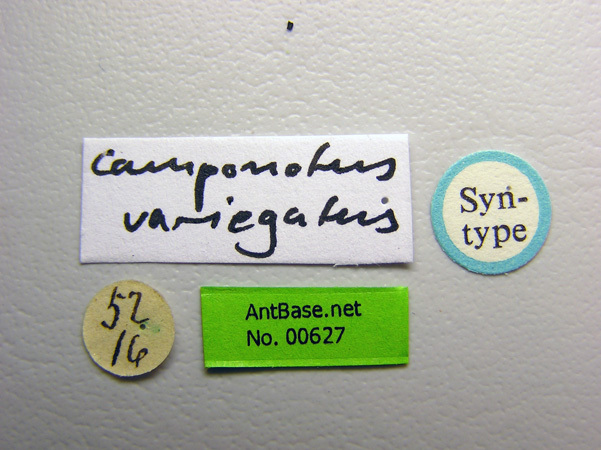 Camponotus
variegatus
Syn-
type
52
16
AntBase.net
No. 00627